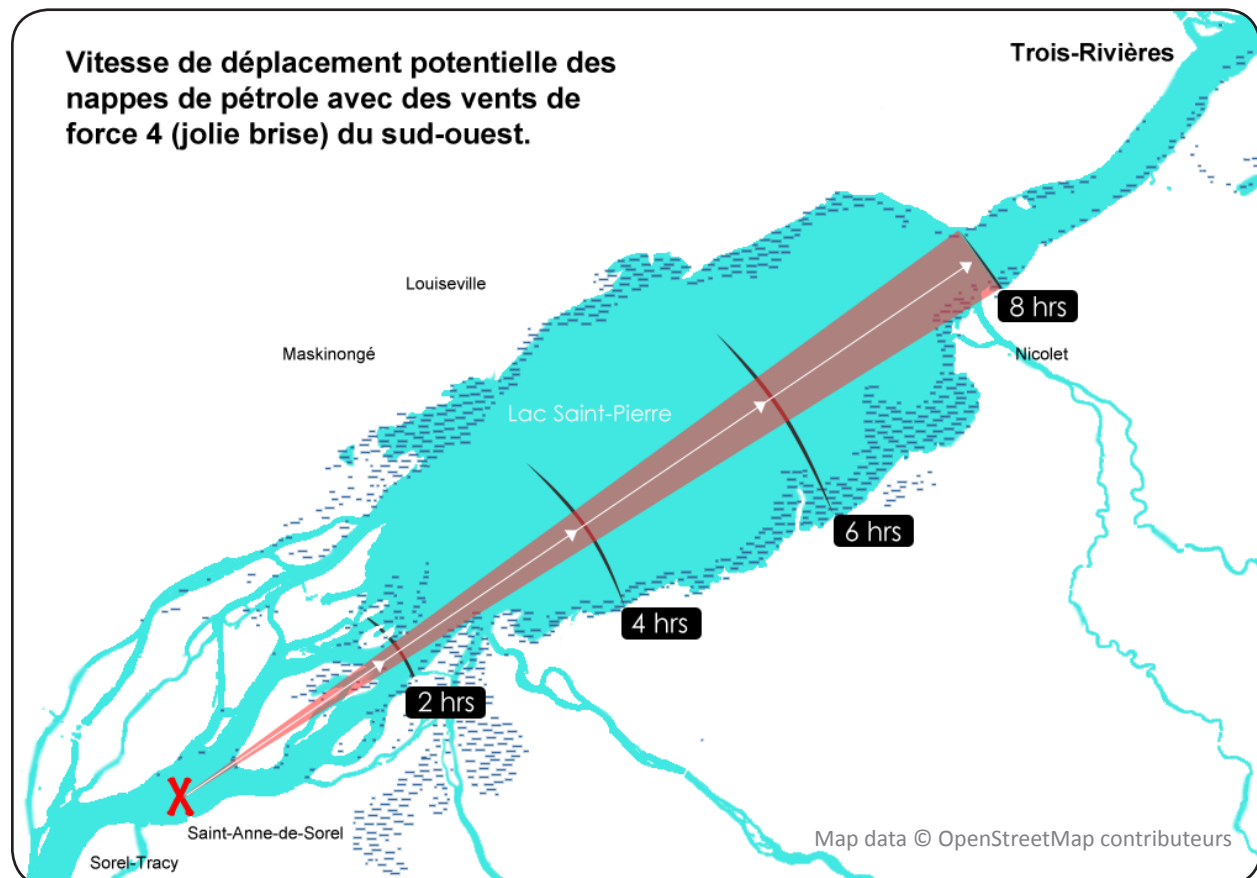 Vitesse de déplacement potentielle des
nappes de pétrole avec des vents de
force 4 (jolie brise) du sud-ouest.
Trois-Rivières
Louiseville
Maskinongé
8 hrs
Nicolet
Lac Saint-Pierre
6 hrs
4 hrs
2 hrs
X
Saint-Anne-de-Sorel
Sorel-Tracy
Map data © OpenStreetMap contributeurs